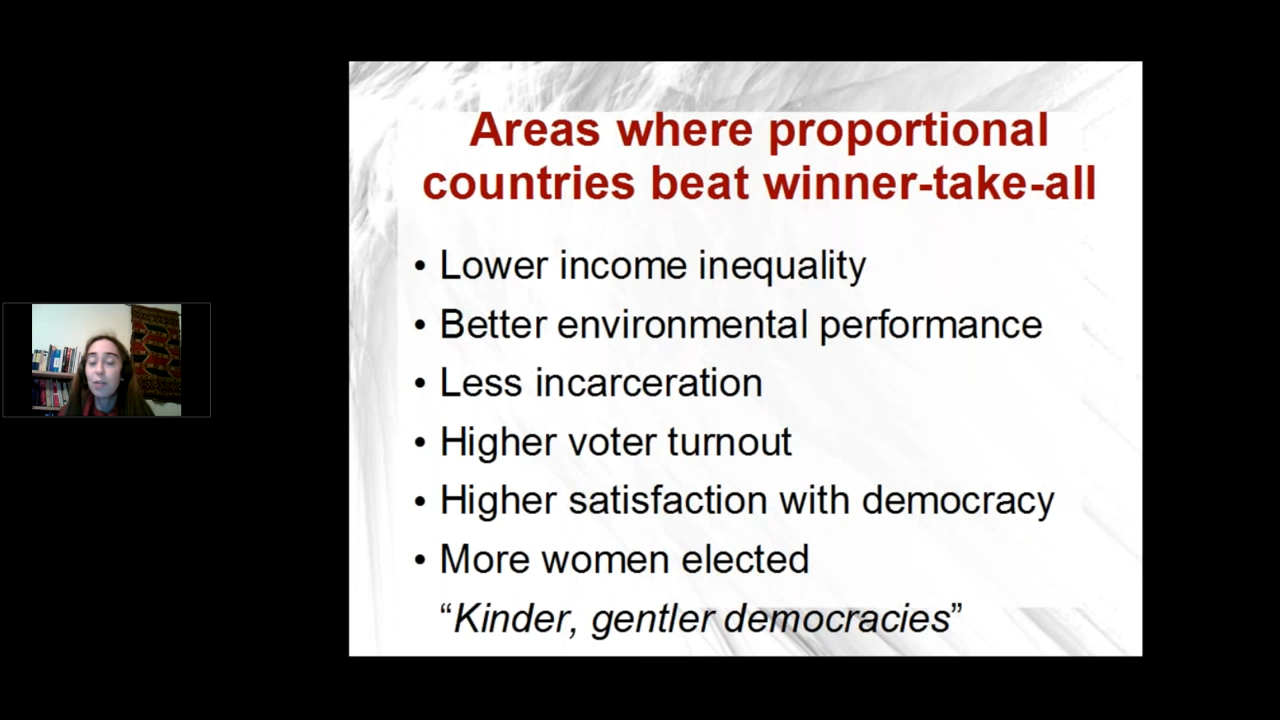 Areas where proportional
countries beat winner-take-all
• Lower income inequality
• Better environmental performance
• Less incarceration
• Higher voter turnout
• Higher satisfaction with democracy
• More women elected
“Kinder, gentler democracies”